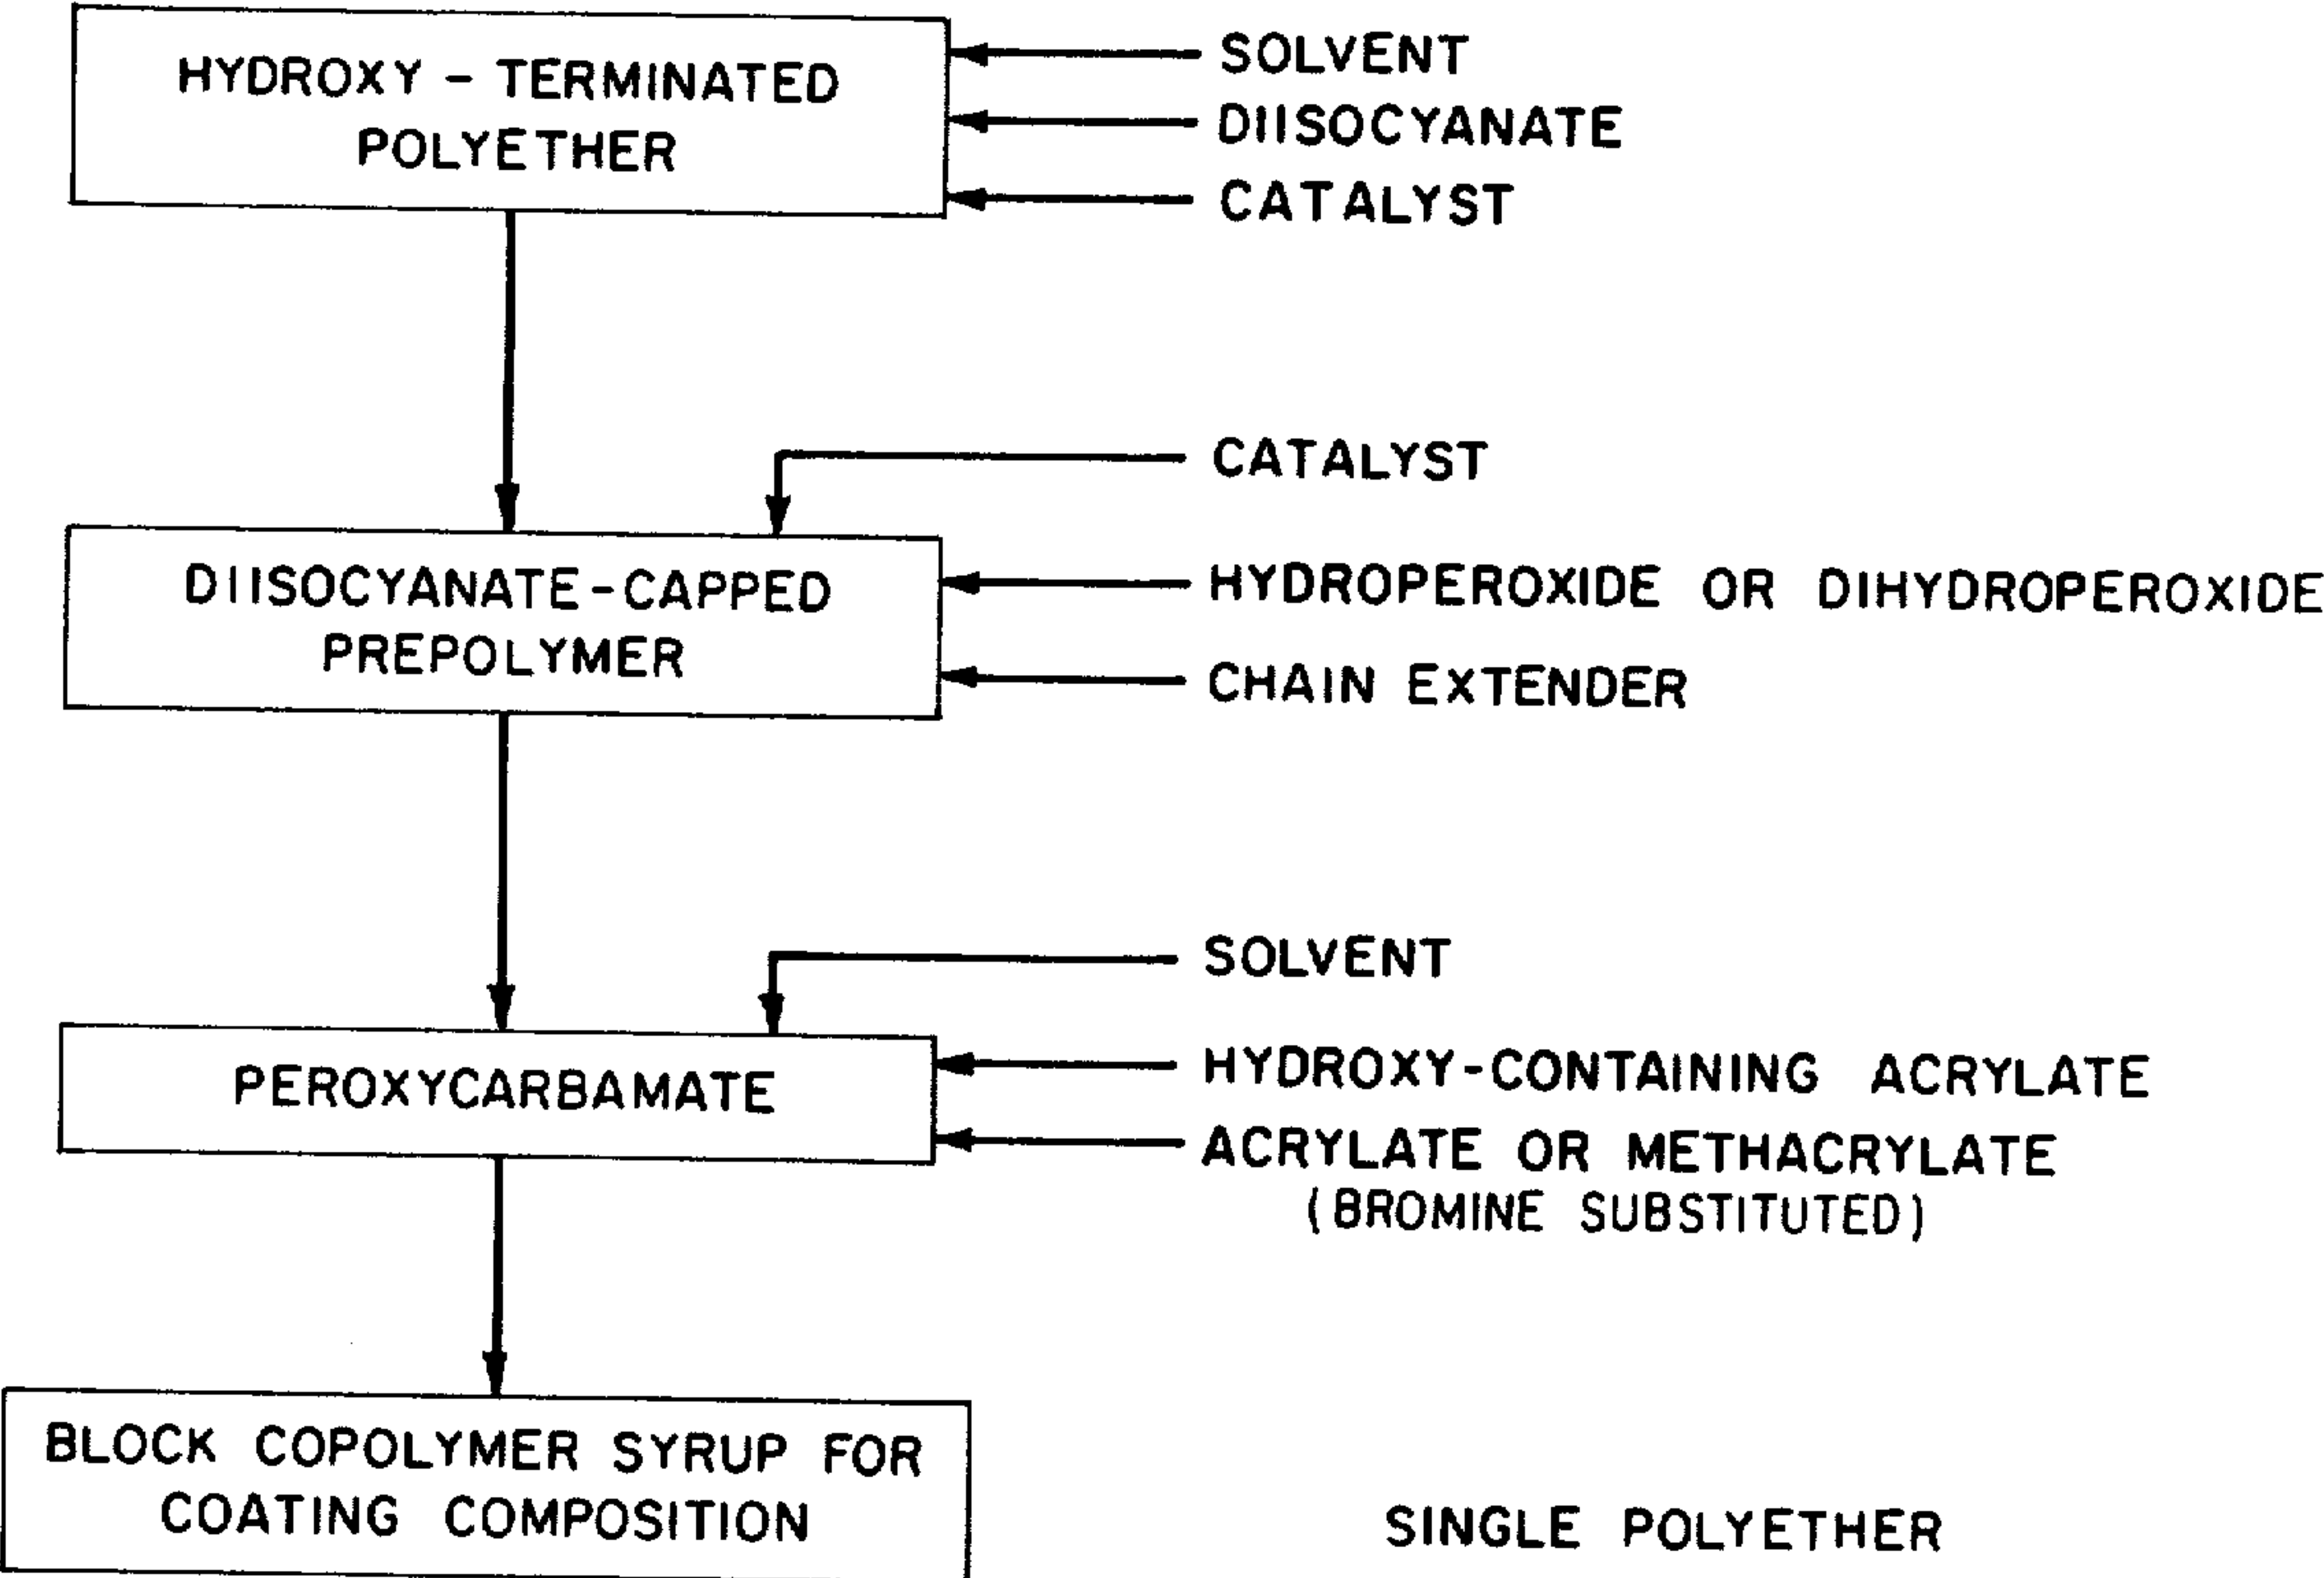 HYDROXY - TERMINATED
POLYETHER
SOLVENT
DIISOCYANATE
CATALYST
CATALYST
DIISOCYANATE-CAPPED
PREPOLYMER
HYDROPEROXIDE OR DIHYDROPEROXIDE
CHAIN EXTENDER
SOLVENT
PEROXYCARBAMATE
HYDROXY-CONTAINING ACRYLATE
ACRYLATE OR METHACRYLATE
(BROMINE SUBSTITUTED)
BLOCK COPOLYMER SYRUP FOR
COATING COMPOSITION
SINGLE POLYETHER